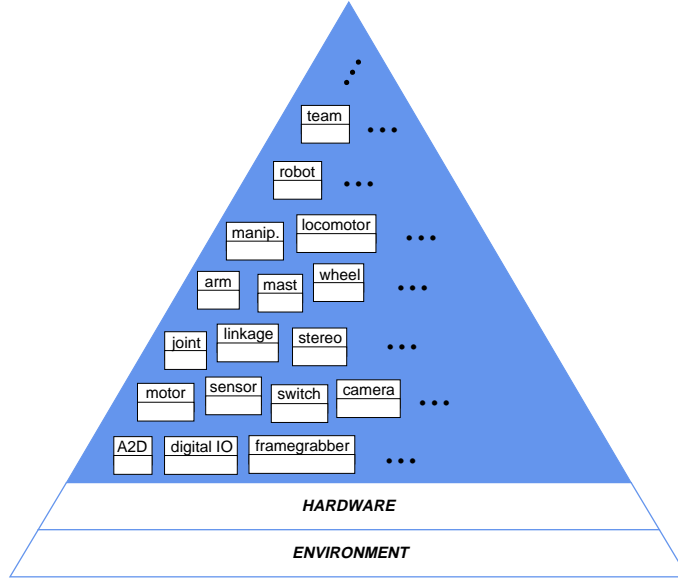 team
robot
manip. locomotor
arm mast wheel
joint linkage stereo
motor sensor switch camera
A2D digital IO framegrabber
HARDWARE
ENVIRONMENT